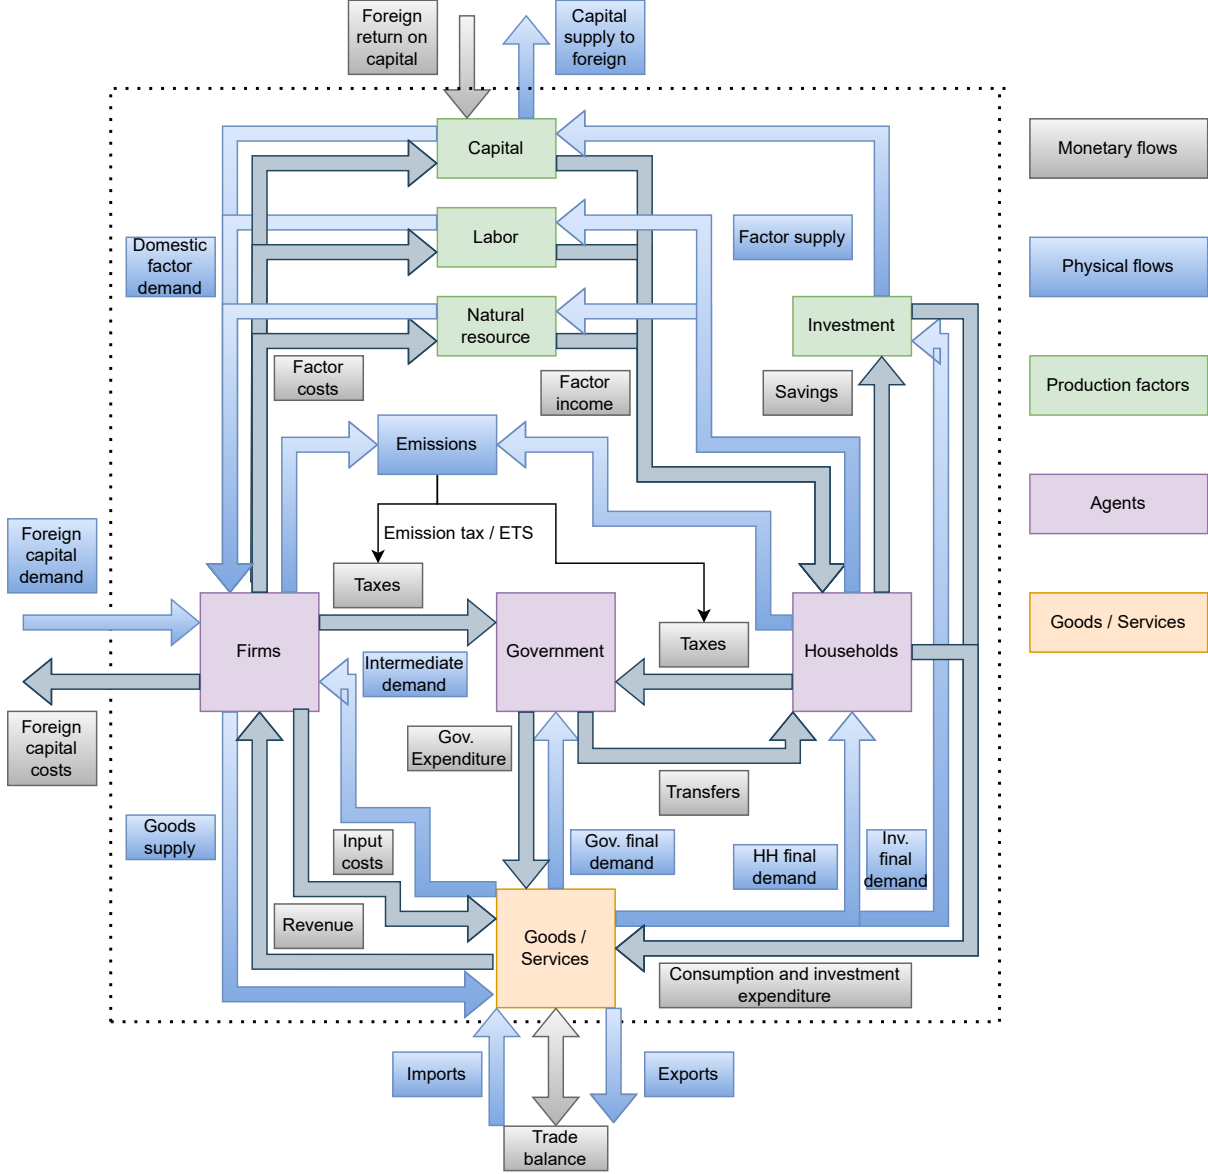 Foreign
return on
capital
Capital
supply to
foreign
Capital
Monetary flows
Labor
Factor supply
Domestic
factor
demand
Physical flows
Natural
resource
Investment
Factor
costs
Factor
income
Savings
Production factors
Emissions
Agents
Emission tax / ETS
Foreign
capital
demand
Taxes
Firms
Government
Taxes
Households
Goods / Services
Intermediate
demand
Foreign
capital
costs
Gov.
Expenditure
Transfers
Goods
supply
Input
costs
Gov. final
demand
HH final
demand
Inv.
final
demand
Revenue
Goods /
Services
Consumption and investment
expenditure
Imports
Exports
Trade
balance